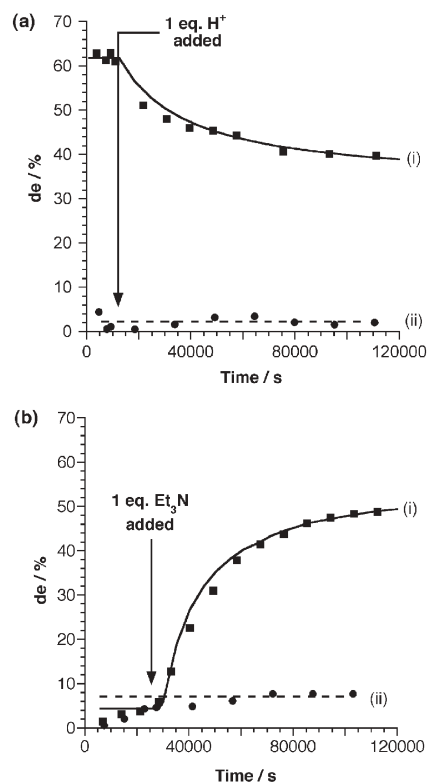 (a)
1 eq. H+
added
70
60
50
40
30
20
10
0
de / %
(i)
(ii)
0 40000 80000 120000
Time / s
(b)
1 eq. Et3N
added
70
60
50
40
30
20
10
0
de / %
(i)
(ii)
0 40000 80000 120000
Time / s